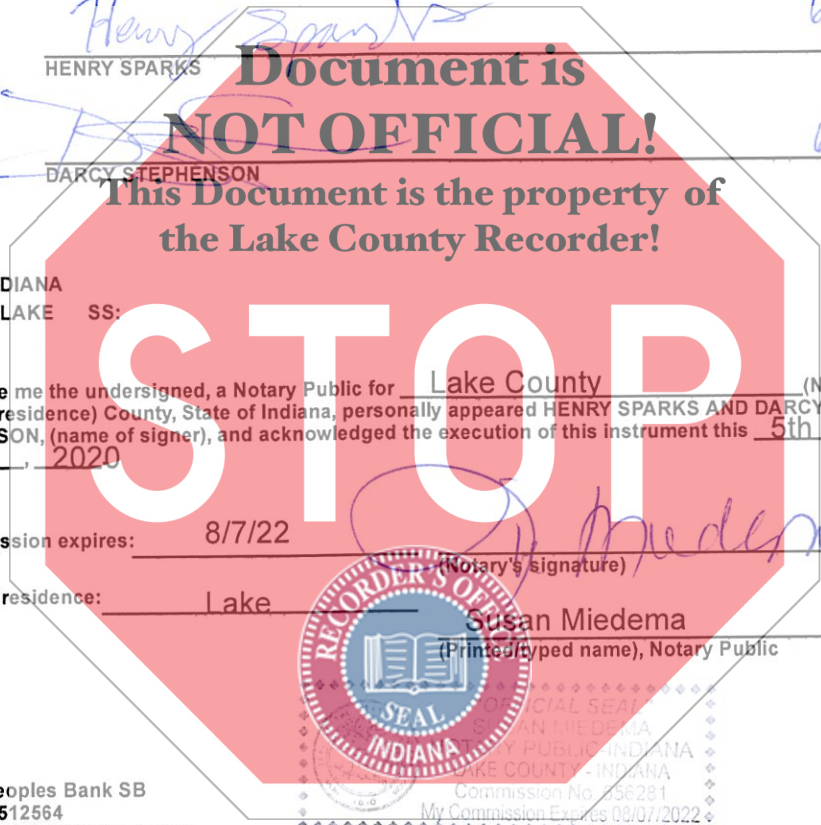 Henry Sparks
HENRY SPARKS
Document is
NOT OFFICIAL!
DARCY STEPHENSON
This Document is the property of
the Lake County Recorder!
DIANA
LAKE SS:
STOP
e me the undersigned, a Notary Public for Lake County (N
residence) County, State of Indiana, personally appeared HENRY SPARKS AND DARCY
SON, (name of signer), and acknowledged the execution of this instrument this 5th
, 2020
ssion expires: 8/7/22
Miedem
(Notary's signature)
residence: Lake
Susan Miedema
(Printed/typed name), Notary Public
RECORDER'S OFFICE
SEAL
INDIANA
"OFFICIAL SEAL"
SUSAN MIEDEMA
NOTARY PUBLIC-INDIANA
LAKE COUNTY - INDIANA
Commission No. 656281
My Commission Expires 08/07/2022
eoples Bank SB
512564